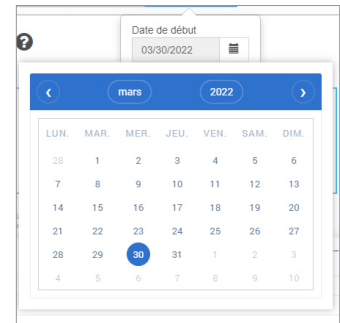 ?
Date de début
03/30/2022
mars 2022
LUN. MAR. MER. JEU. VEN. SAM. DIM.
28 1 2 3 4 5 6
7 8 9 10 11 12 13
14 15 16 17 18 19 20
21 22 23 24 25 26 27
28 29 30 31 1 2 3
4 5 6 7 8 9 10